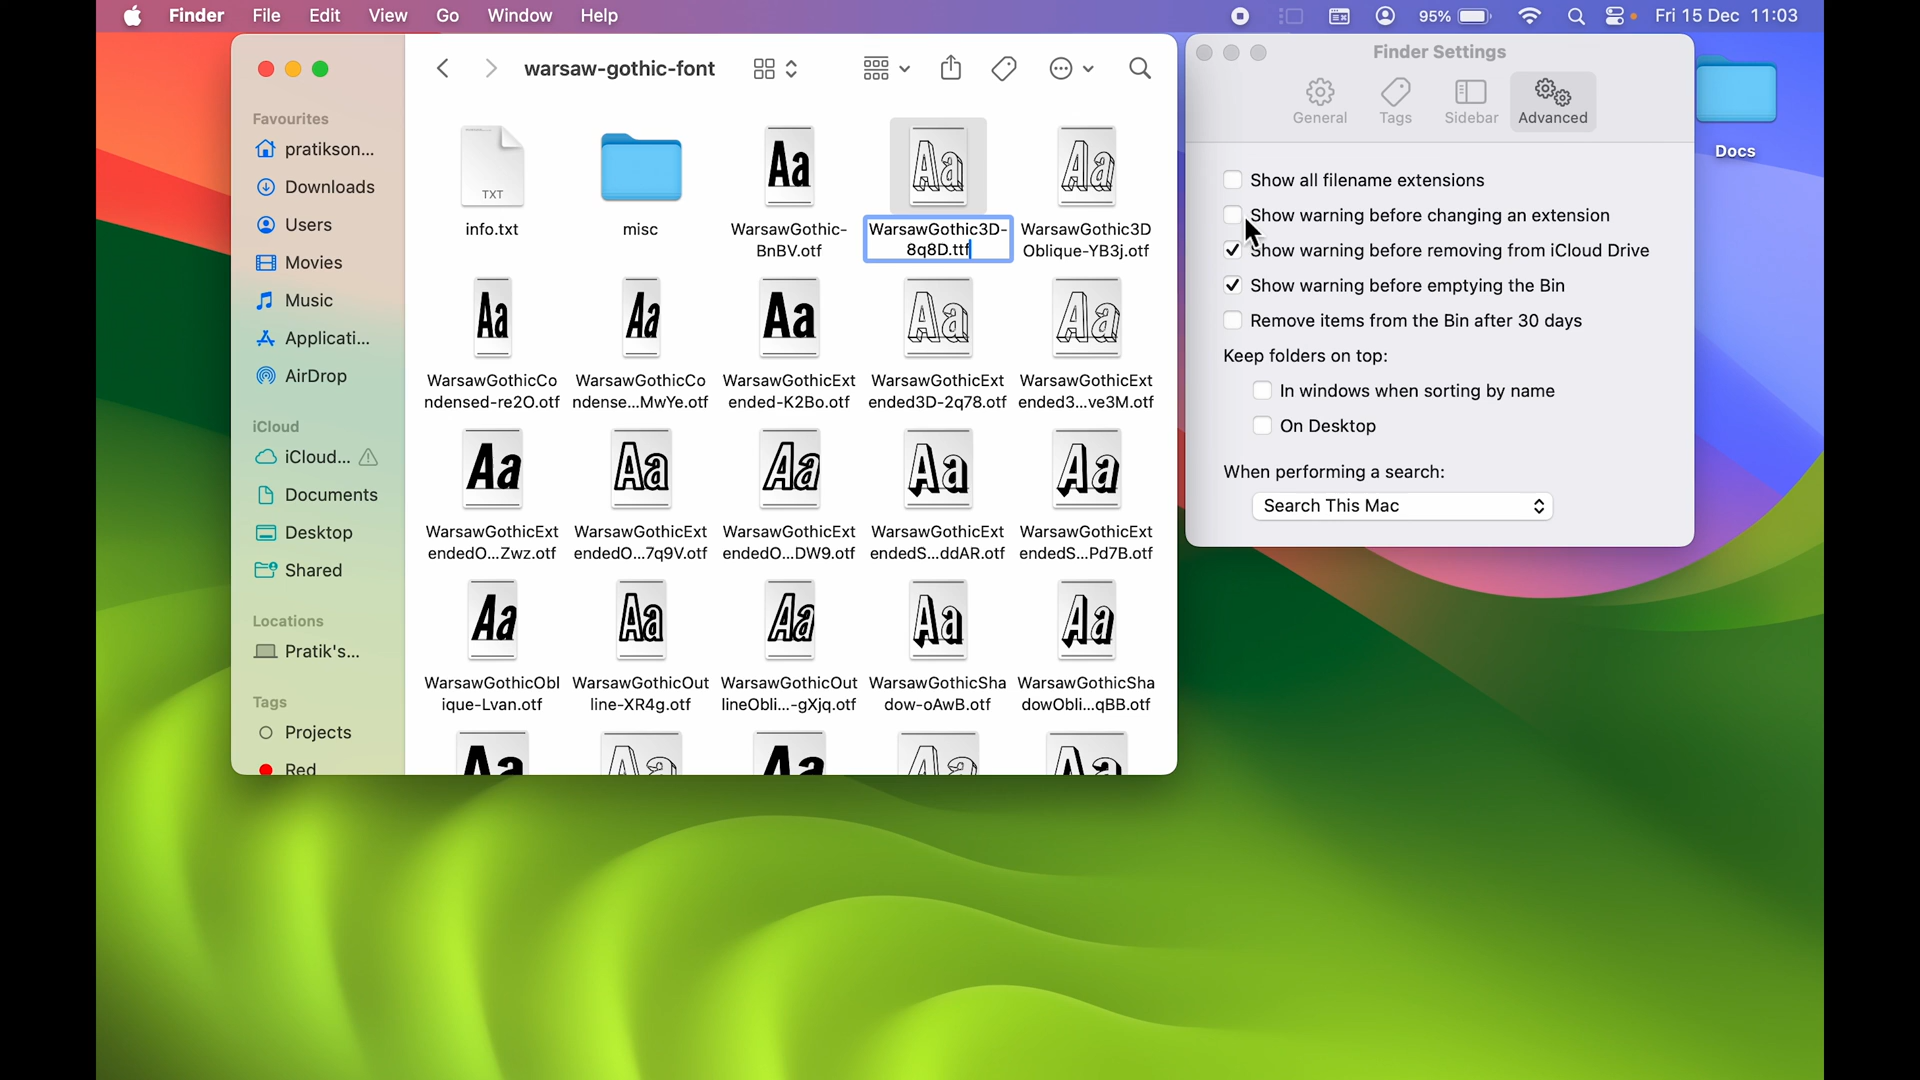 Finder File Edit View Go Window Help
95% Fri 15 Dec 11:03
warsaw-gothic-font
Favourites
pratikson...
Downloads
Users
Movies
Music
Applicati...
AirDrop
iCloud
iCloud...
Documents
Desktop
Shared
Locations
Pratik's...
Tags
Projects
Red
TXT
info.txt
misc
Aa
WarsawGothic-
BnBV.otf
Aa
WarsawGothic3D-
8q8D.ttf
Aa
WarsawGothic3D
Oblique-YB3j.otf
Aa
WarsawGothicCo
ndensed-re2O.otf
Aa
WarsawGothicCo
ndense...MwYe.otf
Aa
WarsawGothicExt
ended-K2Bo.otf
Aa
WarsawGothicExt
ended3D-2q78.otf
Aa
WarsawGothicExt
ended3...ve3M.otf
Aa
WarsawGothicExt
endedO...Zwz.otf
Aa
WarsawGothicExt
endedO...7q9V.otf
Aa
WarsawGothicExt
endedO...DW9.otf
Aa
WarsawGothicExt
endedS...ddAR.otf
Aa
WarsawGothicExt
endedS...Pd7B.otf
Aa
WarsawGothicObl
ique-Lvan.otf
Aa
WarsawGothicOut
line-XR4g.otf
Aa
WarsawGothicOut
lineObli...-gXjq.otf
Aa
WarsawGothicSha
dow-oAwB.otf
Aa
WarsawGothicSha
dowObli...qBB.otf
Aa
Aa
Aa
Aa
Aa
Finder Settings
General Tags Sidebar Advanced
Show all filename extensions
Show warning before changing an extension
Show warning before removing from iCloud Drive
Show warning before emptying the Bin
Remove items from the Bin after 30 days
Keep folders on top:
In windows when sorting by name
On Desktop
When performing a search:
Search This Mac
Docs